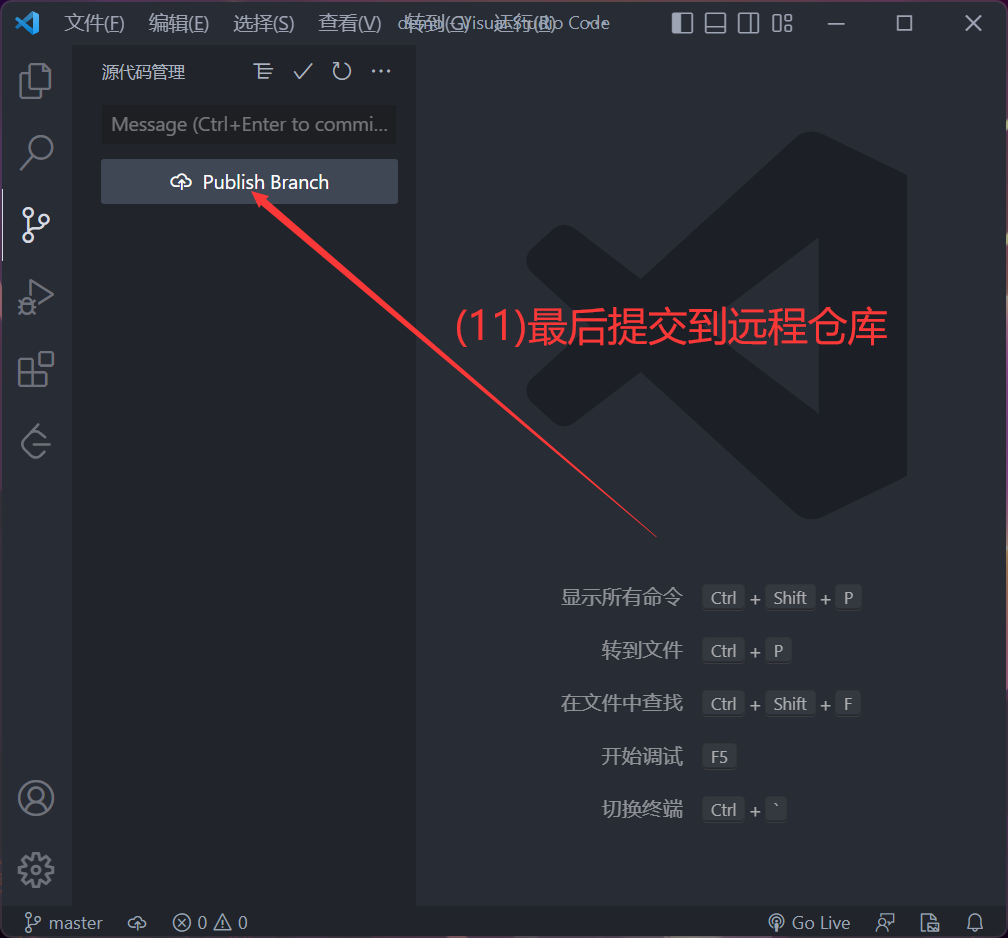 文件(F) 编辑(E) 选择(S) 查看(V) 转到(G) 运行(R) Visual Studio Code
源代码管理
Message (Ctrl+Enter to commi...
Publish Branch
(11)最后提交到远程仓库
显示所有命令 Ctrl + Shift + P
转到文件 Ctrl + P
在文件中查找 Ctrl + Shift + F
开始调试 F5
切换终端 Ctrl + `
master 0 0 Go Live